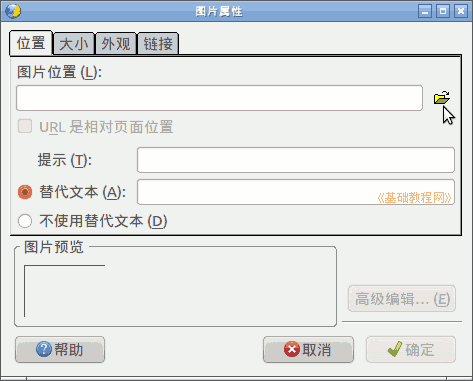 图片属性
位置 大小 外观 链接
图片位置 (L):
URL 是相对页面位置
提示 (T):
替代文本 (A):
《基础教程网》
不使用替代文本 (D)
图片预览
高级编辑... (E)
帮助 取消 确定